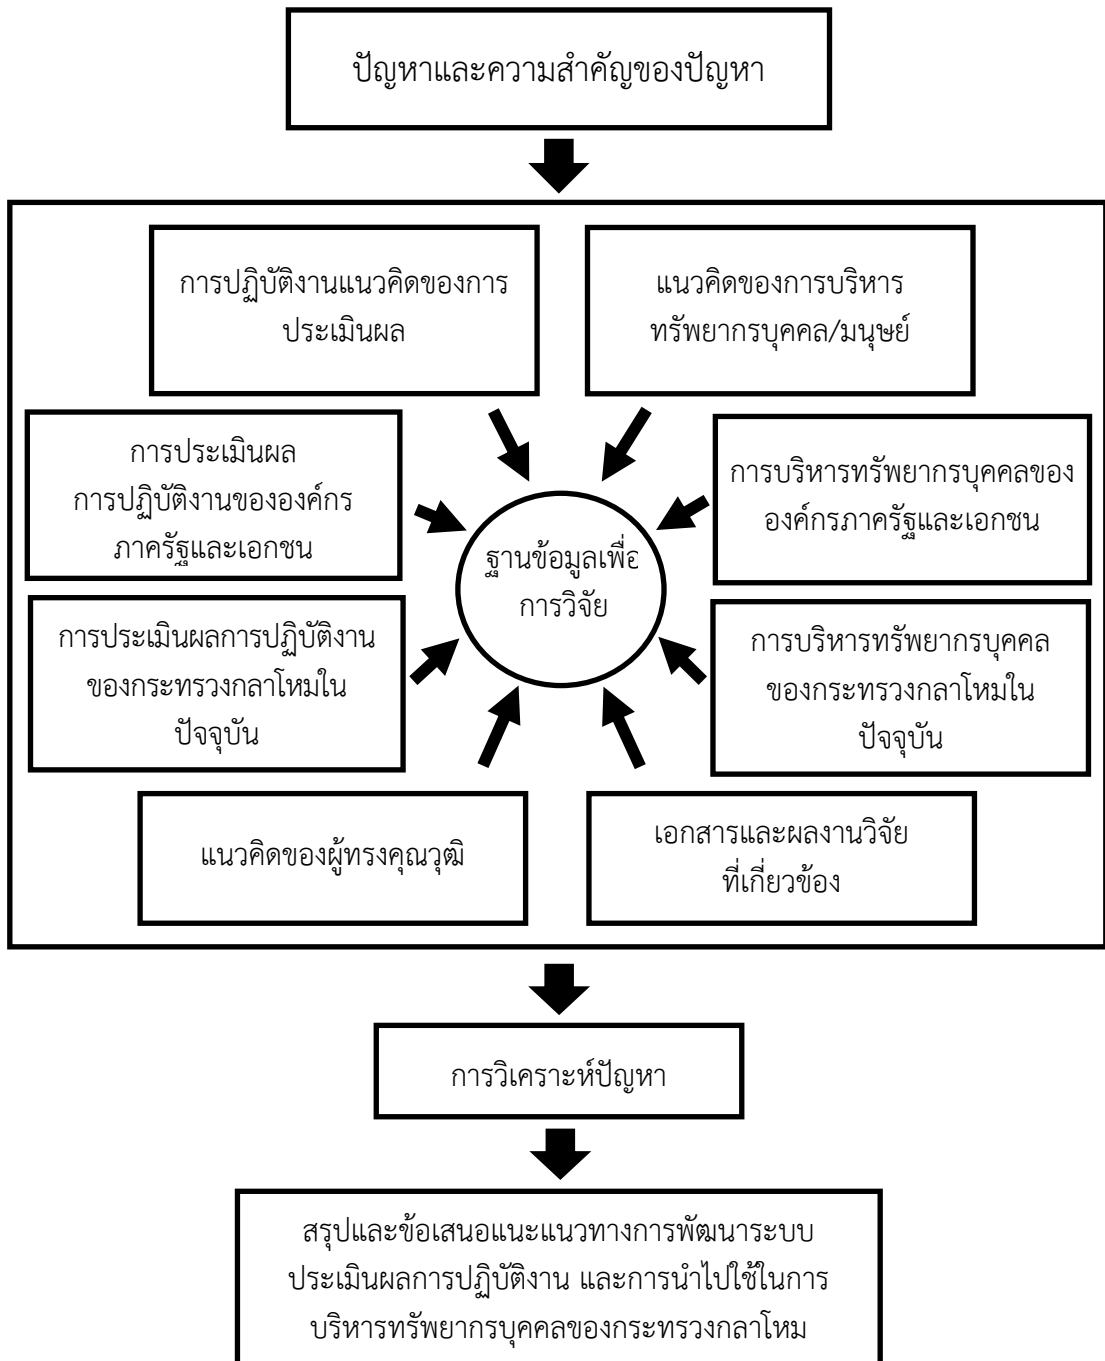 ปัญหาและความสำคัญของปัญหา
การปฏิบัติงานแนวคิดของการ
ประเมินผล
แนวคิดของการบริหาร
ทรัพยากรบุคคล/มนุษย์
การประเมินผล
การปฏิบัติงานขององค์กร
ภาครัฐและเอกชน
การบริหารทรัพยากรบุคคลของ
องค์กรภาครัฐและเอกชน
ฐานข้อมูลเพื่อ
การวิจัย
การประเมินผลการปฏิบัติงาน
ของกระทรวงกลาโหมใน
ปัจจุบัน
การบริหารทรัพยากรบุคคล
ของกระทรวงกลาโหมใน
ปัจจุบัน
แนวคิดของผู้ทรงคุณวุฒิ
เอกสารและผลงานวิจัย
ที่เกี่ยวข้อง
การวิเคราะห์ปัญหา
สรุปและข้อเสนอแนะแนวทางการพัฒนาระบบ
ประเมินผลการปฏิบัติงาน และการนำไปใช้ในการ
บริหารทรัพยากรบุคคลของกระทรวงกลาโหม